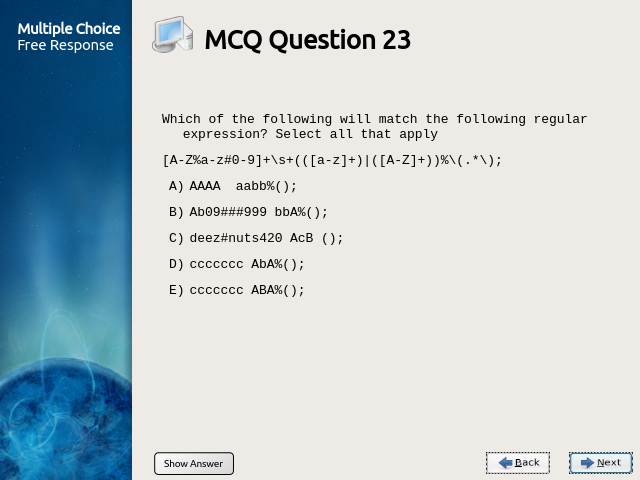 Multiple Choice
Free Response
MCQ Question 23
Which of the following will match the following regular
expression? Select all that apply
[A-Z%a-z#0-9]+\s+(([a-z]+)|([A-Z]+))%\(.*\);
A) AAAA  aabb%();
B) Ab09###999 bbA%();
C) deez#nuts420 AcB ();
D) ccccccc AbA%();
E) ccccccc ABA%();
Show Answer
Back
Next